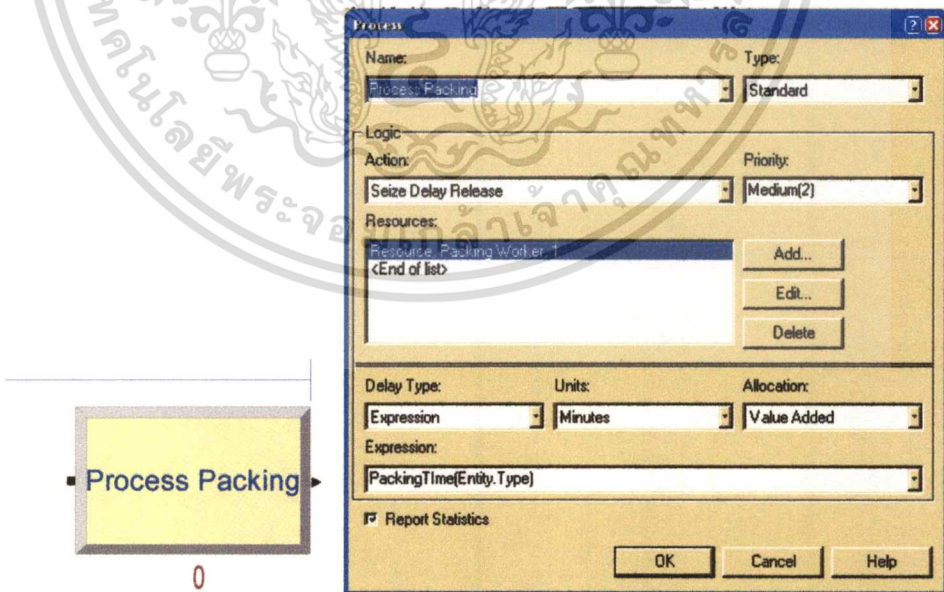 Process
Name:
Type:
Process Packing
Standard
Logic
Action:
Priority:
Seize Delay Release
Medium(2)
Resources:
Resource, Packing Worker, 1
<End of list>
Add...
Edit...
Delete
Delay Type:
Units:
Allocation:
Expression
Minutes
Value Added
Expression:
PackingTIme(Entity.Type)
Report Statistics
OK
Cancel
Help
Process Packing
0